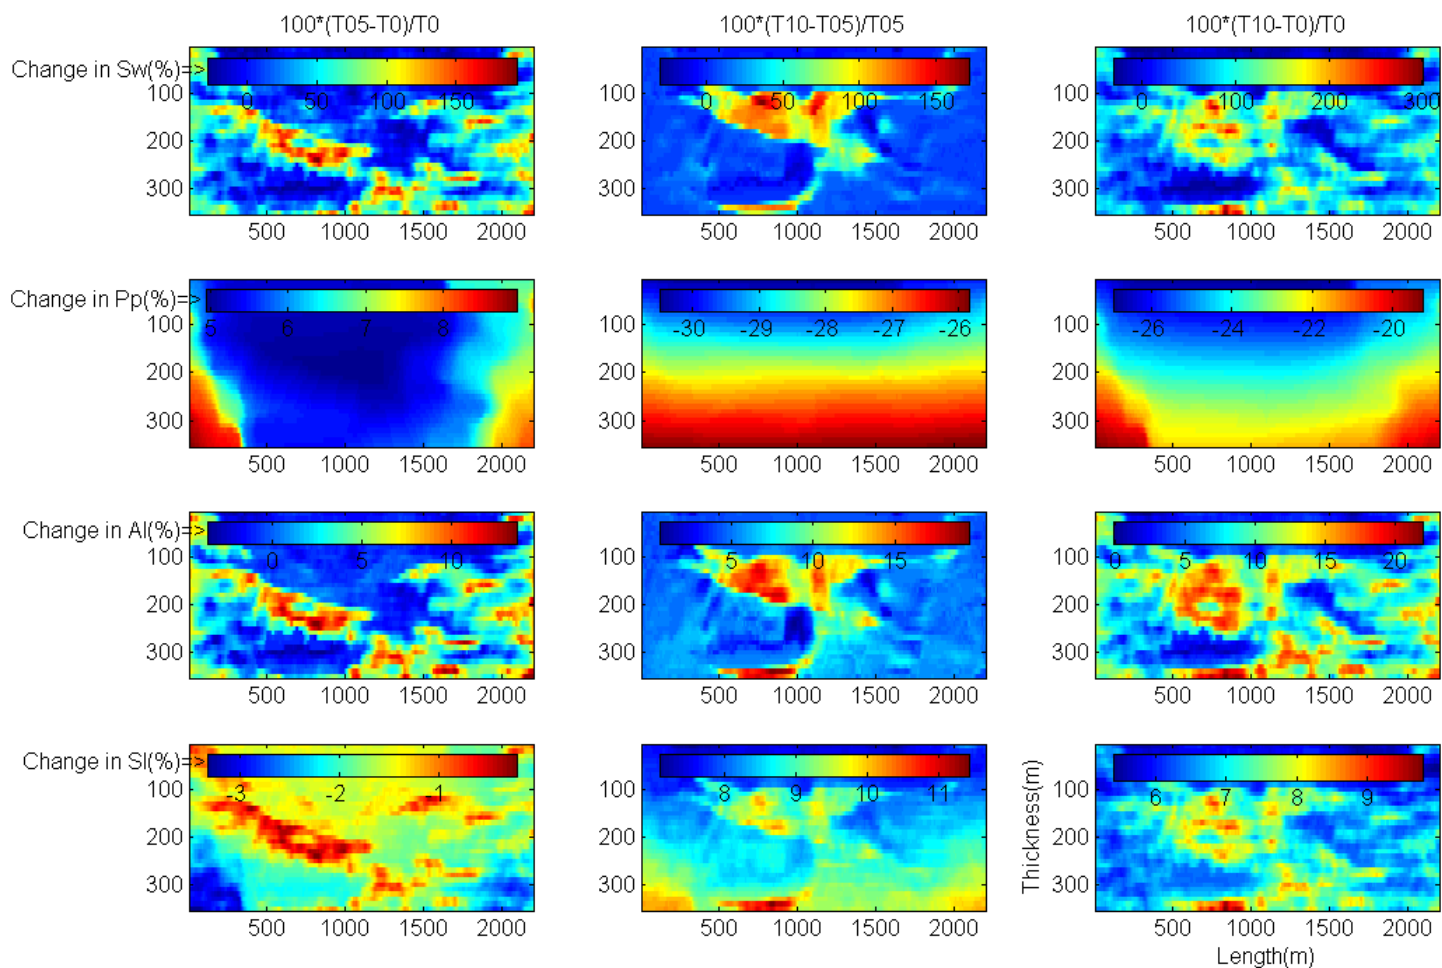 100*(T05-T0)/T0 100*(T10-T05)/T05 100*(T10-T0)/T0
Change in Sw(%)=>
0 50 100 150 0 50 100 150 0 100 200 300
100 100 100
200 200 200
300 300 300
500 1000 1500 2000 500 1000 1500 2000 500 1000 1500 2000
Change in Pp(%)=>
5 6 7 8 -30 -29 -28 -27 -26 -26 -24 -22 -20
100 100 100
200 200 200
300 300 300
500 1000 1500 2000 500 1000 1500 2000 500 1000 1500 2000
Change in AI(%)=>
0 5 10 5 10 15 0 5 10 15 20
100 100 100
200 200 200
300 300 300
500 1000 1500 2000 500 1000 1500 2000 500 1000 1500 2000
Change in SI(%)=>
-3 -2 -1 8 9 10 11 6 7 8 9
100 100 100
200 200 200
300 300 300
Thickness(m)
500 1000 1500 2000 500 1000 1500 2000 500 1000 1500 2000
Length(m)